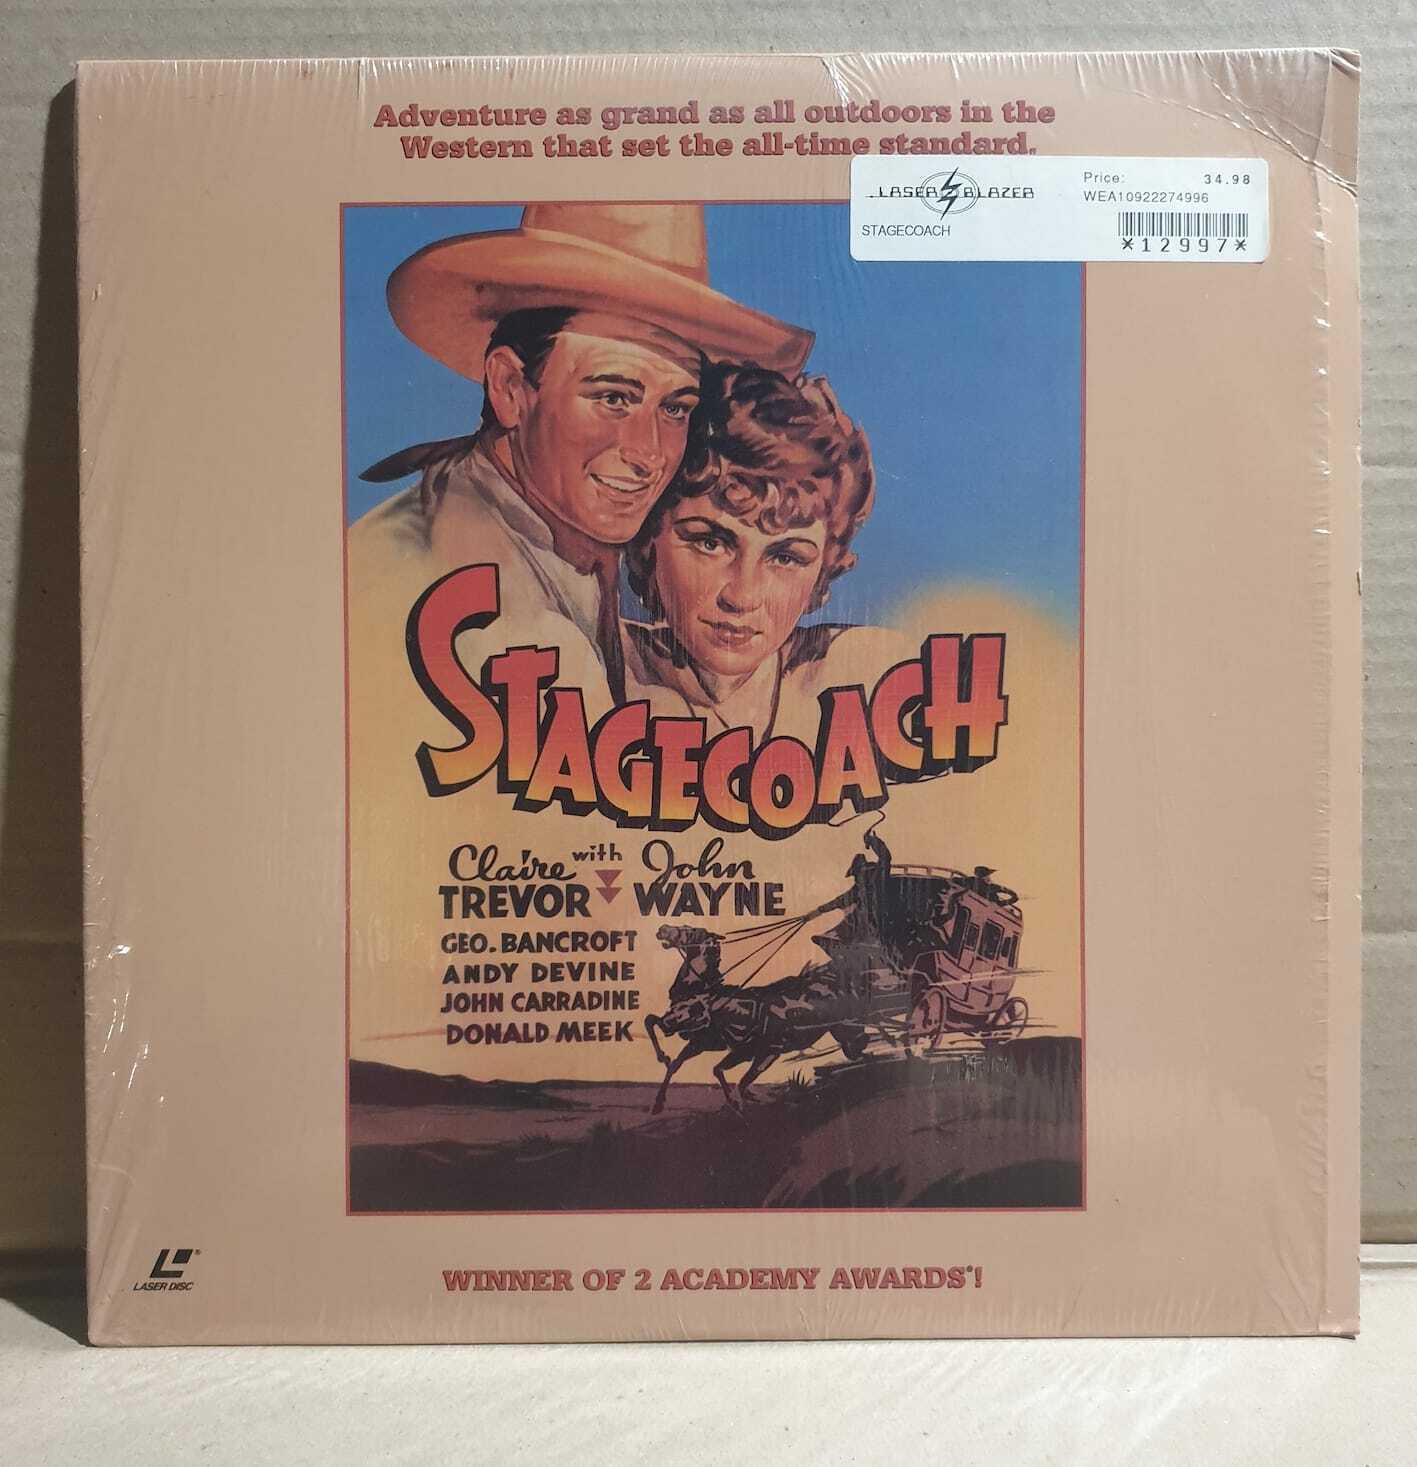 Adventure as grand as all outdoors in the
Western that set the all-time standard.
LASER BLAZER
Price: 34.98
WEA10922274996
STAGECOACH
*12997*
STAGECOACH
Claire with John
TREVOR WAYNE
GEO. BANCROFT
ANDY DEVINE
JOHN CARRADINE
DONALD MEEK
LASER DISC
WINNER OF 2 ACADEMY AWARDS®!